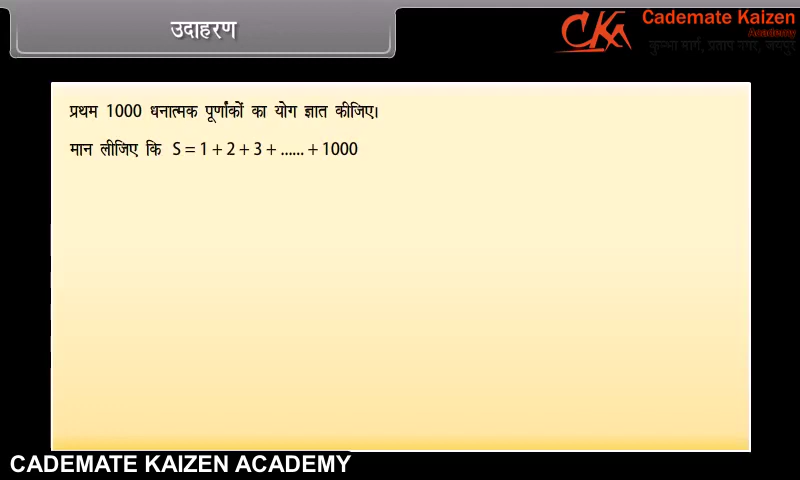 उदाहरण
Cademate Kaizen
Academy
कुम्भा मार्ग, प्रताप नगर, जयपुर
प्रथम 1000 धनात्मक पूर्णांकों का योग ज्ञात कीजिए।
मान लीजिए कि S = 1 + 2 + 3 + ...... + 1000
CADEMATE KAIZEN ACADEMY